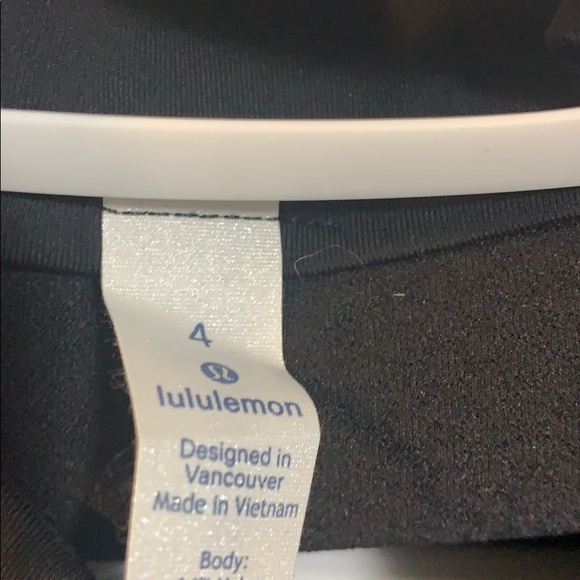 4
lululemon
Designed in
Vancouver
Made in Vietnam
Body: